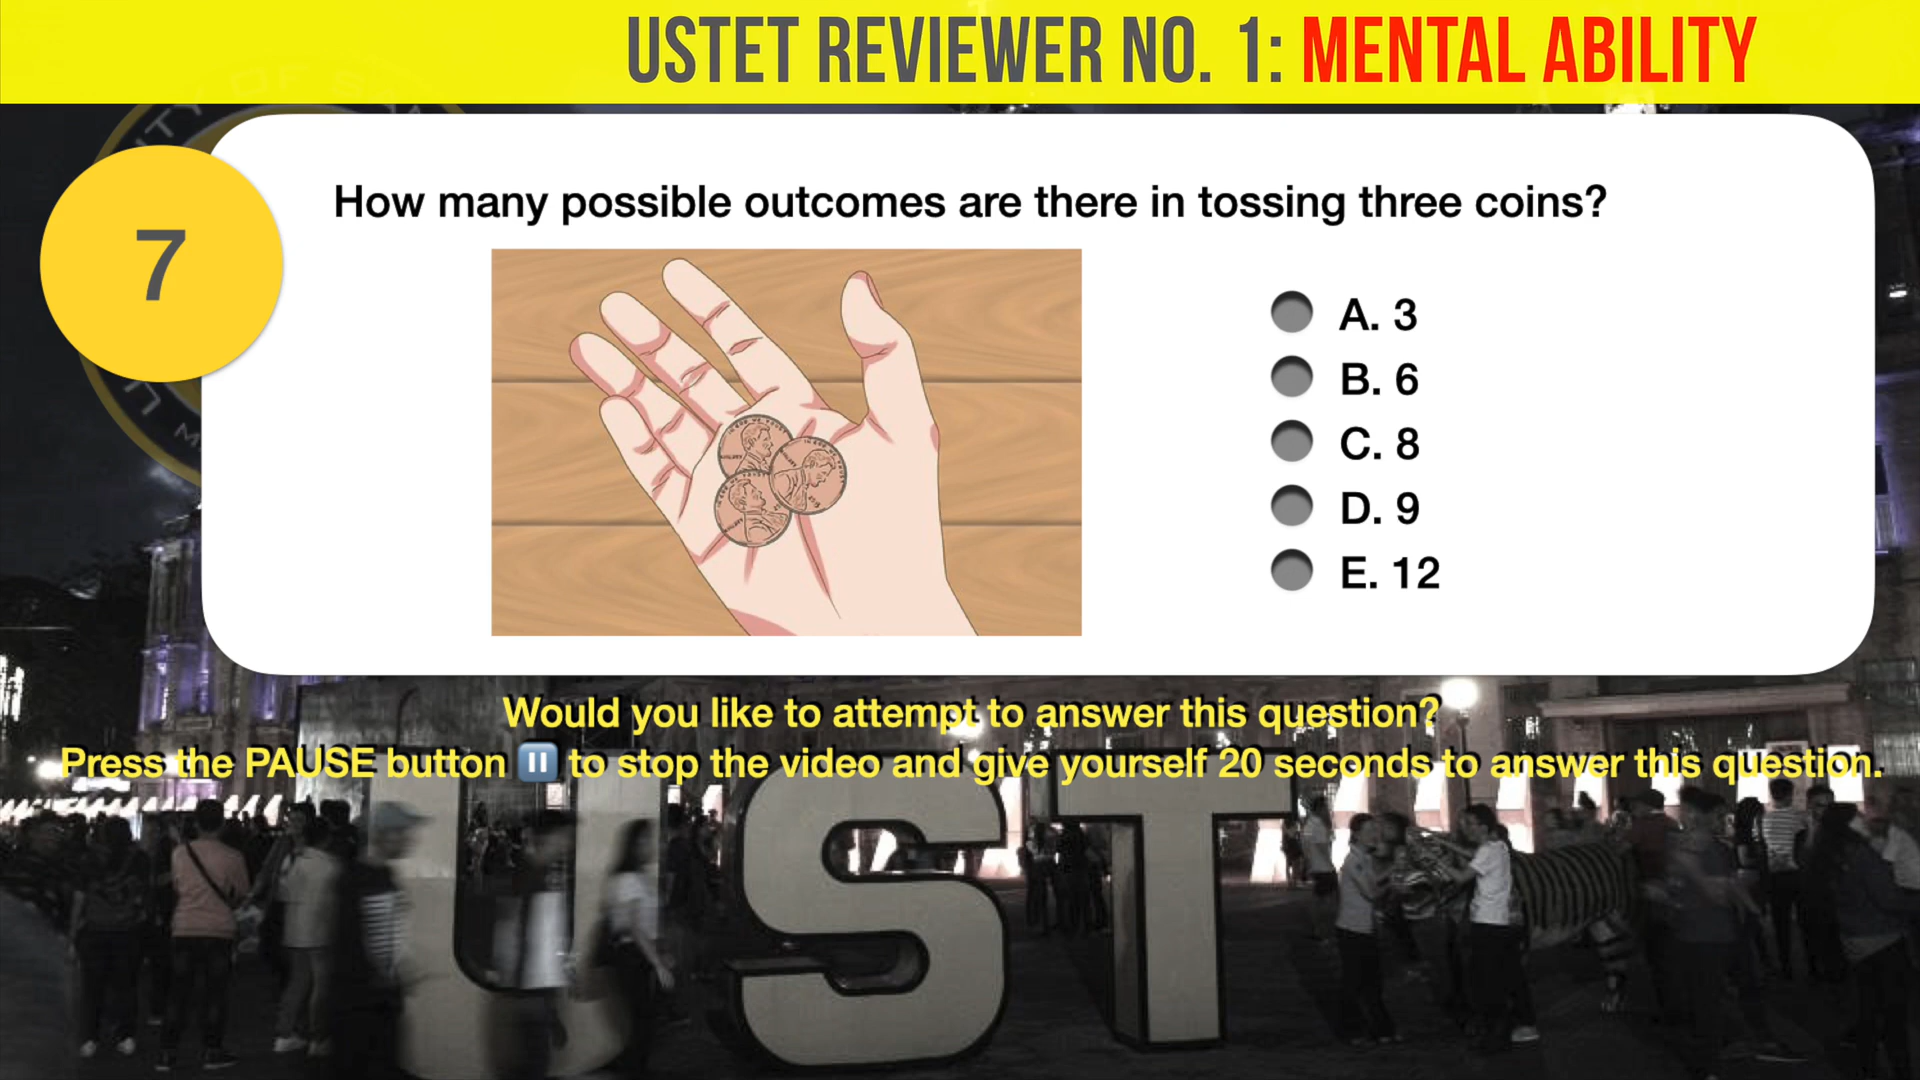 USTET REVIEWER NO. 1: MENTAL ABILITY
7
How many possible outcomes are there in tossing three coins?
A. 3
B. 6
C. 8
D. 9
E. 12
Would you like to attempt to answer this question?
Press the PAUSE button ⏸ to stop the video and give yourself 20 seconds to answer this question.
UST